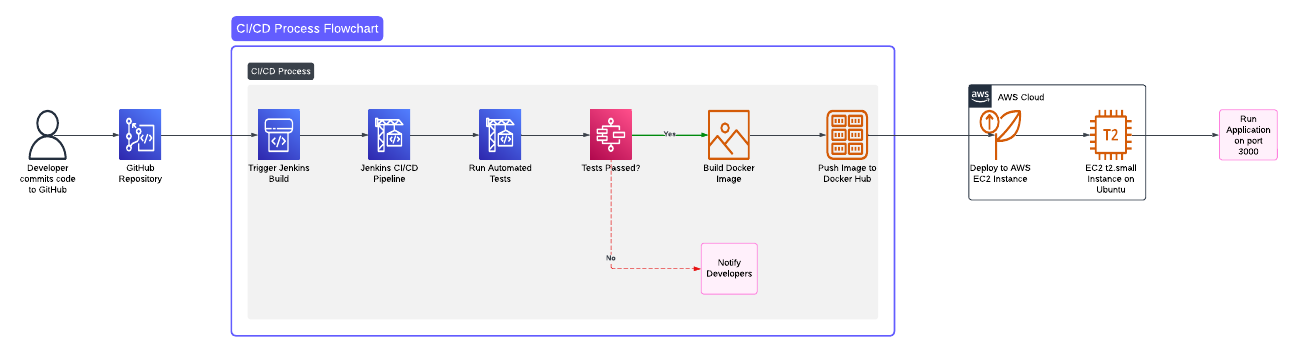 CI/CD Process Flowchart
CI/CD Process
aws
AWS Cloud
Developer
commits code
to GitHub
GitHub
Repository
Trigger Jenkins
Build
Jenkins CI/CD
Pipeline
Run Automated
Tests
Tests Passed?
Yes
Build Docker
Image
Push Image to
Docker Hub
Deploy to AWS
EC2 Instance
T2
EC2 t2.small
Instance on
Ubuntu
Run
Application
on port
3000
No
Notify
Developers